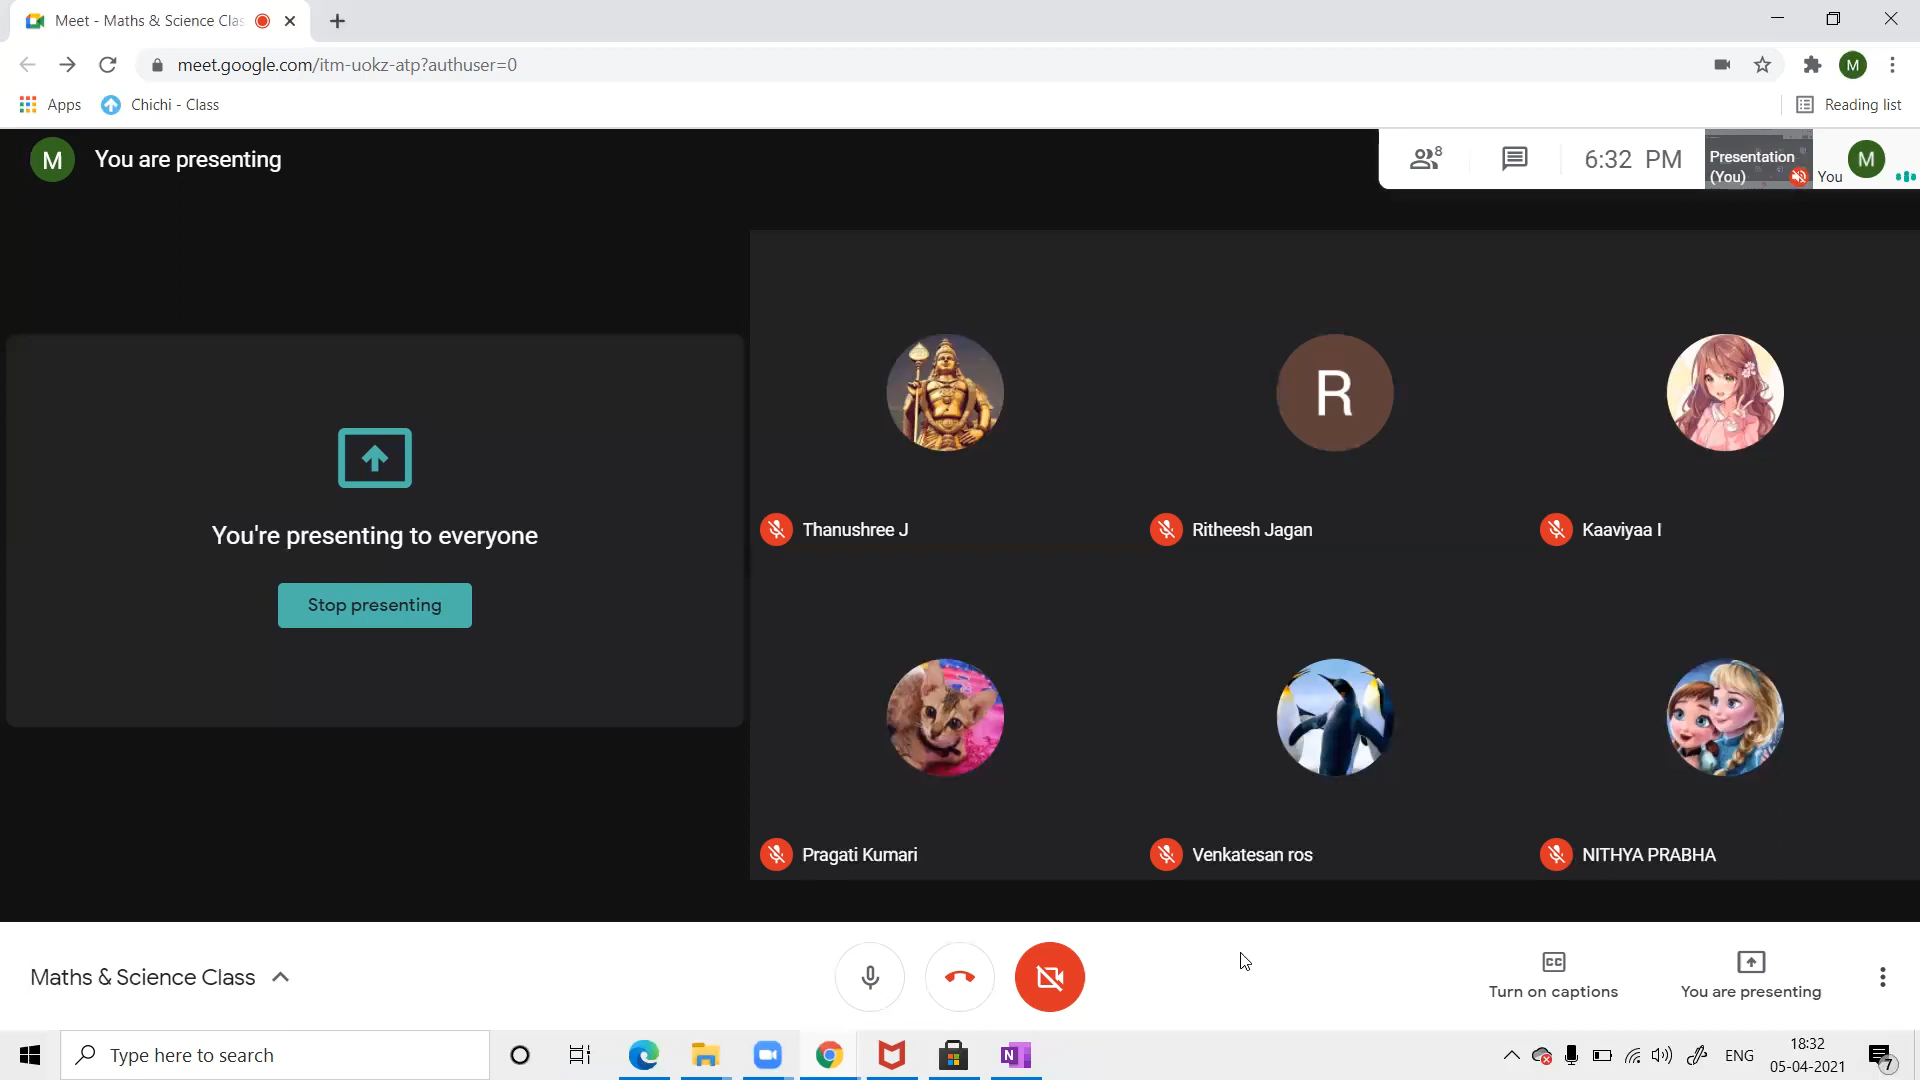 Meet - Maths & Science Clas
meet.google.com/itm-uokz-atp?authuser=0
M
Apps
Chichi - Class
Reading list
M
You are presenting
8
6:32 PM
Presentation
(You)
You
M
You're presenting to everyone
Stop presenting
R
Thanushree J
Ritheesh Jagan
Kaaviyaa I
Pragati Kumari
Venkatesan ros
NITHYA PRABHA
Maths & Science Class
CC
Turn on captions
You are presenting
Type here to search
N
ENG
18:32
05-04-2021
7